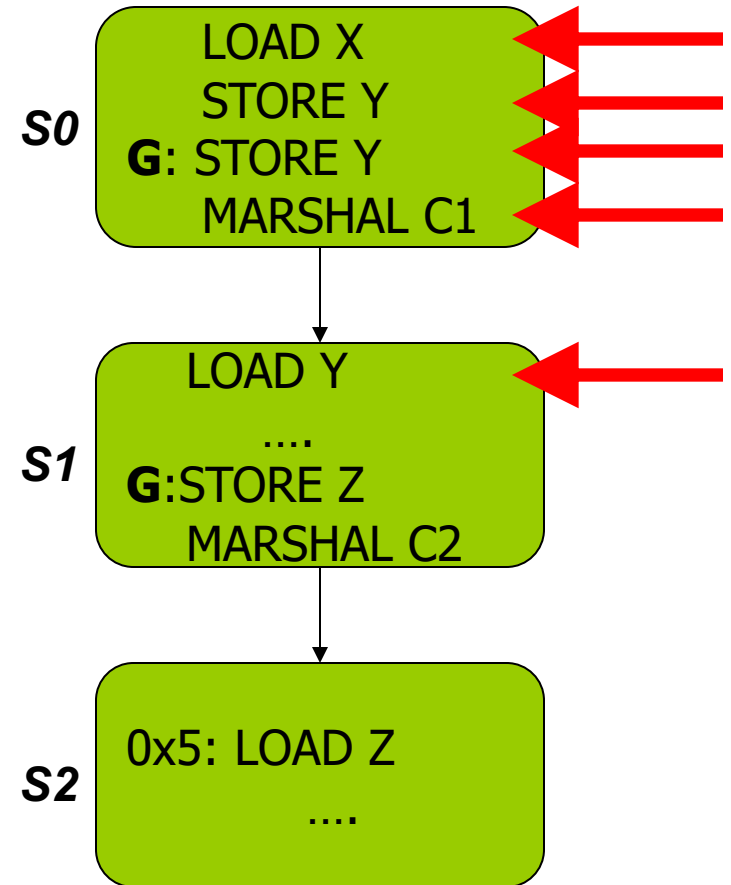 S0
LOAD X
STORE Y
G: STORE Y
MARSHAL C1
S1
LOAD Y
....
G:STORE Z
MARSHAL C2
S2
0x5: LOAD Z
....